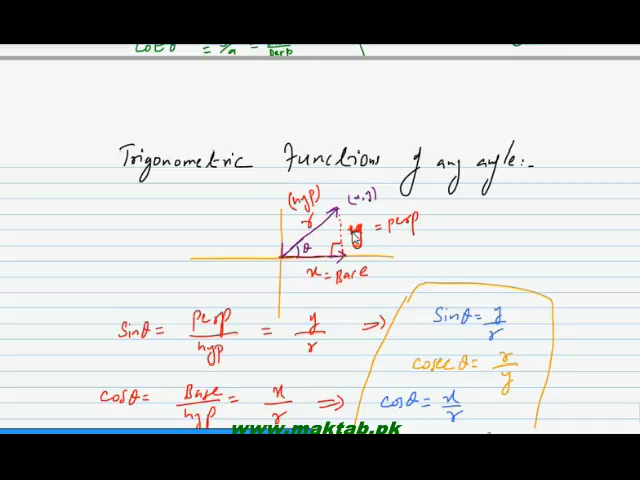 Trigonometric Functions of any angle:-
(hyp)
(x,y)
r
y = perp
θ
x = Base
Sinθ = perp/hyp = y/r ⇒
Sinθ = y/r
cosecθ = r/y
cosθ = Base/hyp = x/r ⇒
cosθ = x/r
www.maktab.pk